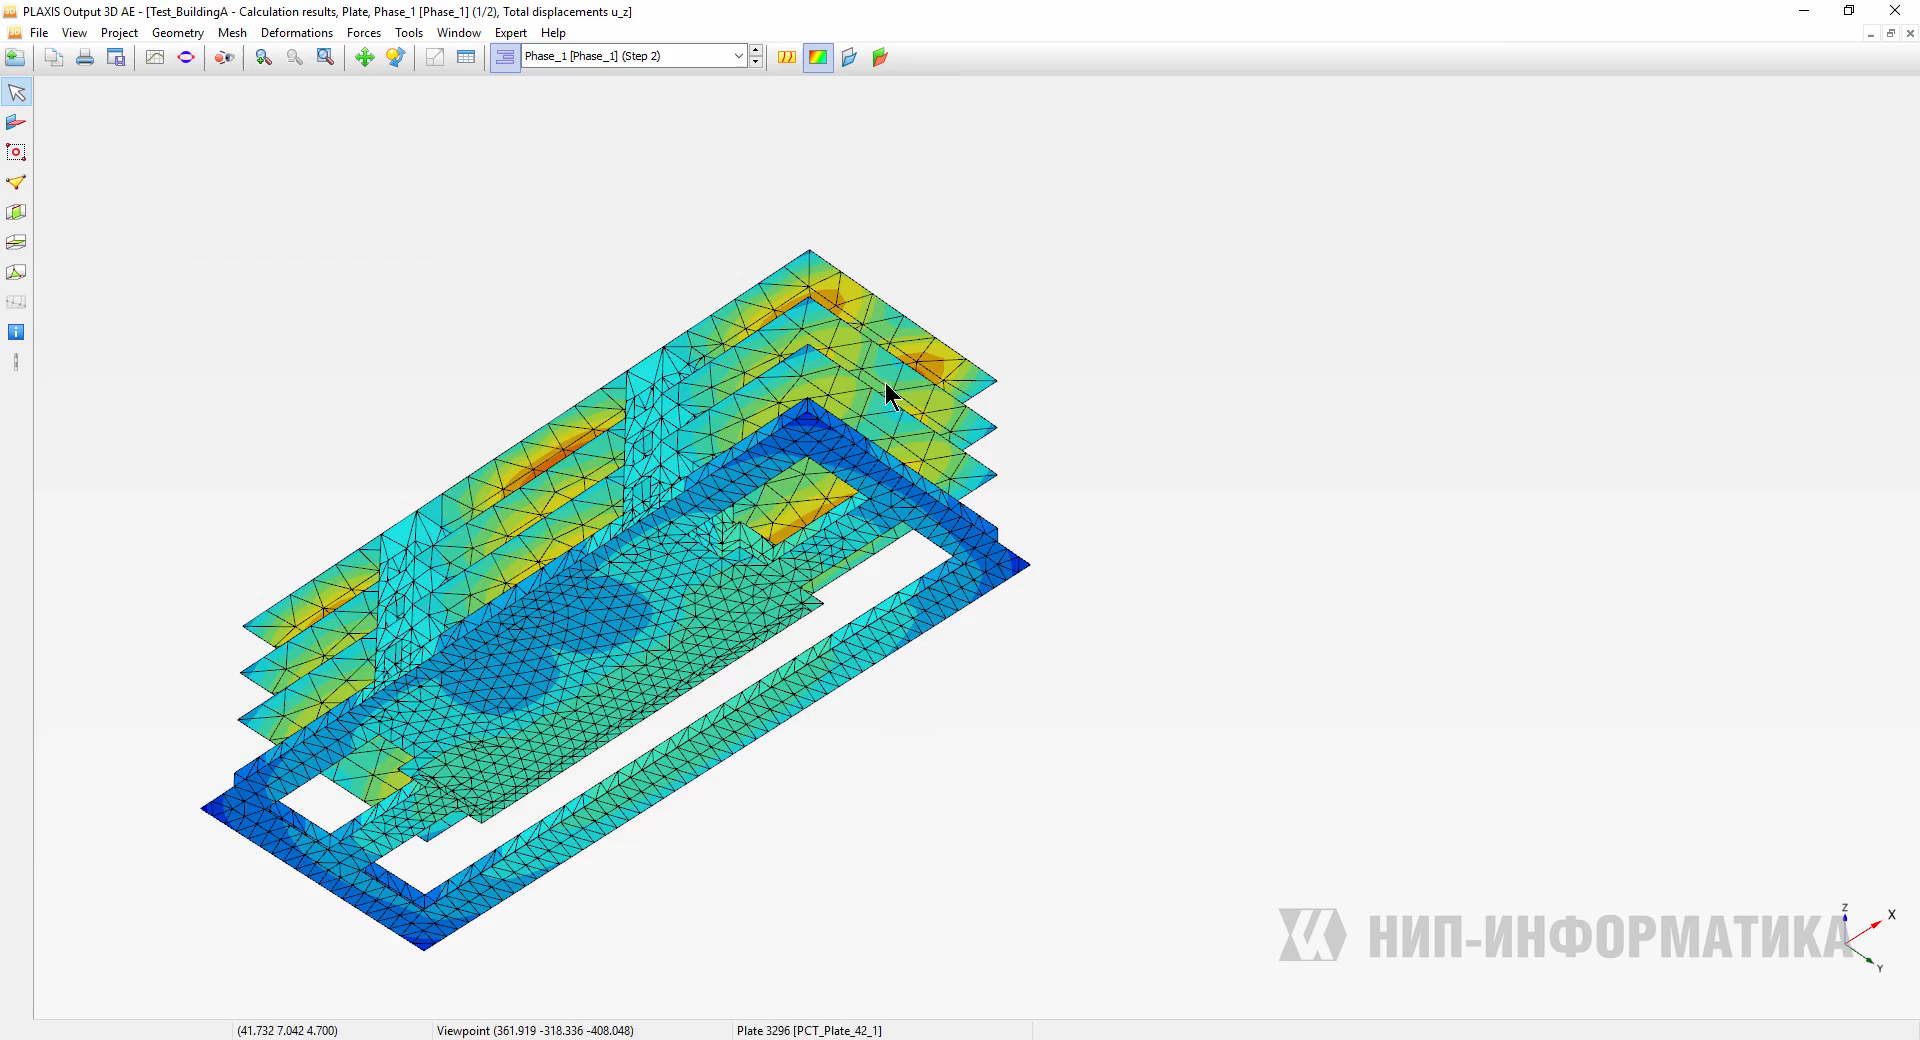 PLAXIS Output 3D AE - [Test_BuildingA - Calculation results, Plate, Phase_1 [Phase_1] (1/2), Total displacements u_z]
File View Project Geometry Mesh Deformations Forces Tools Window Expert Help
Phase_1 [Phase_1] (Step 2)
НИП-ИНФОРМАТИКА
Z
X
Y
(41.732 7.042 4.700) Viewpoint (361.919 -318.336 -408.048) Plate 3296 [PCT_Plate_42_1]